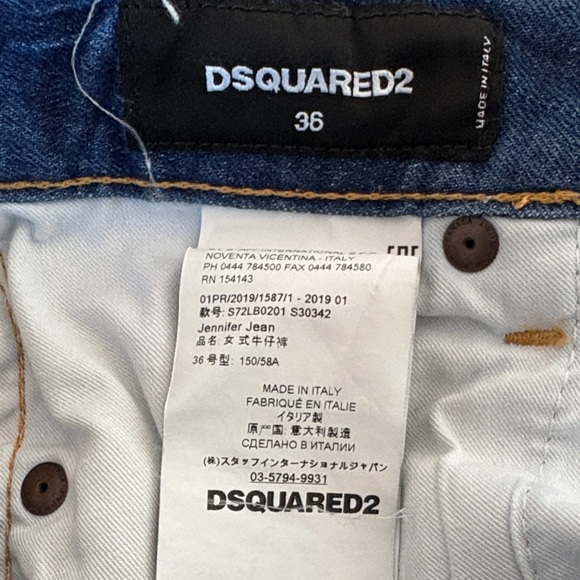 DSQUARED2
36
MADE IN ITALY
NOVENTA VICENTINA - ITALY
PH 0444 784500 FAX 0444 784580
RN 154143
01PR/2019/1587/1 - 2019 01
款号: S72LB0201 S30342
Jennifer Jean
品名: 女式牛仔裤
36 号型: 150/58A
MADE IN ITALY
FABRIQUÉ EN ITALIE
イタリア製
原产国: 意大利製造
СДЕЛАНО В ИТАЛИИ
(株)スタッフインターナショナルジャパン
03-5794-9931
DSQUARED2